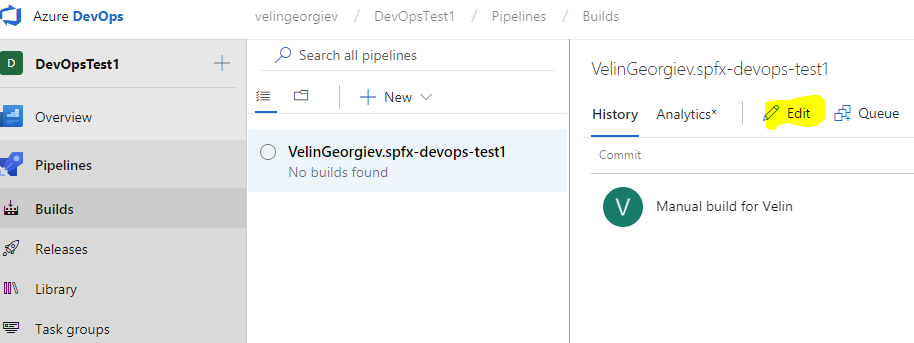 Azure DevOps
velingeorgiev / DevOpsTest1 / Pipelines / Builds
D DevOpsTest1
Overview
Pipelines
Builds
Releases
Library
Task groups
Search all pipelines
New
VelinGeorgiev.spfx-devops-test1
No builds found
VelinGeorgiev.spfx-devops-test1
History Analytics* Edit Queue
Commit
V Manual build for Velin